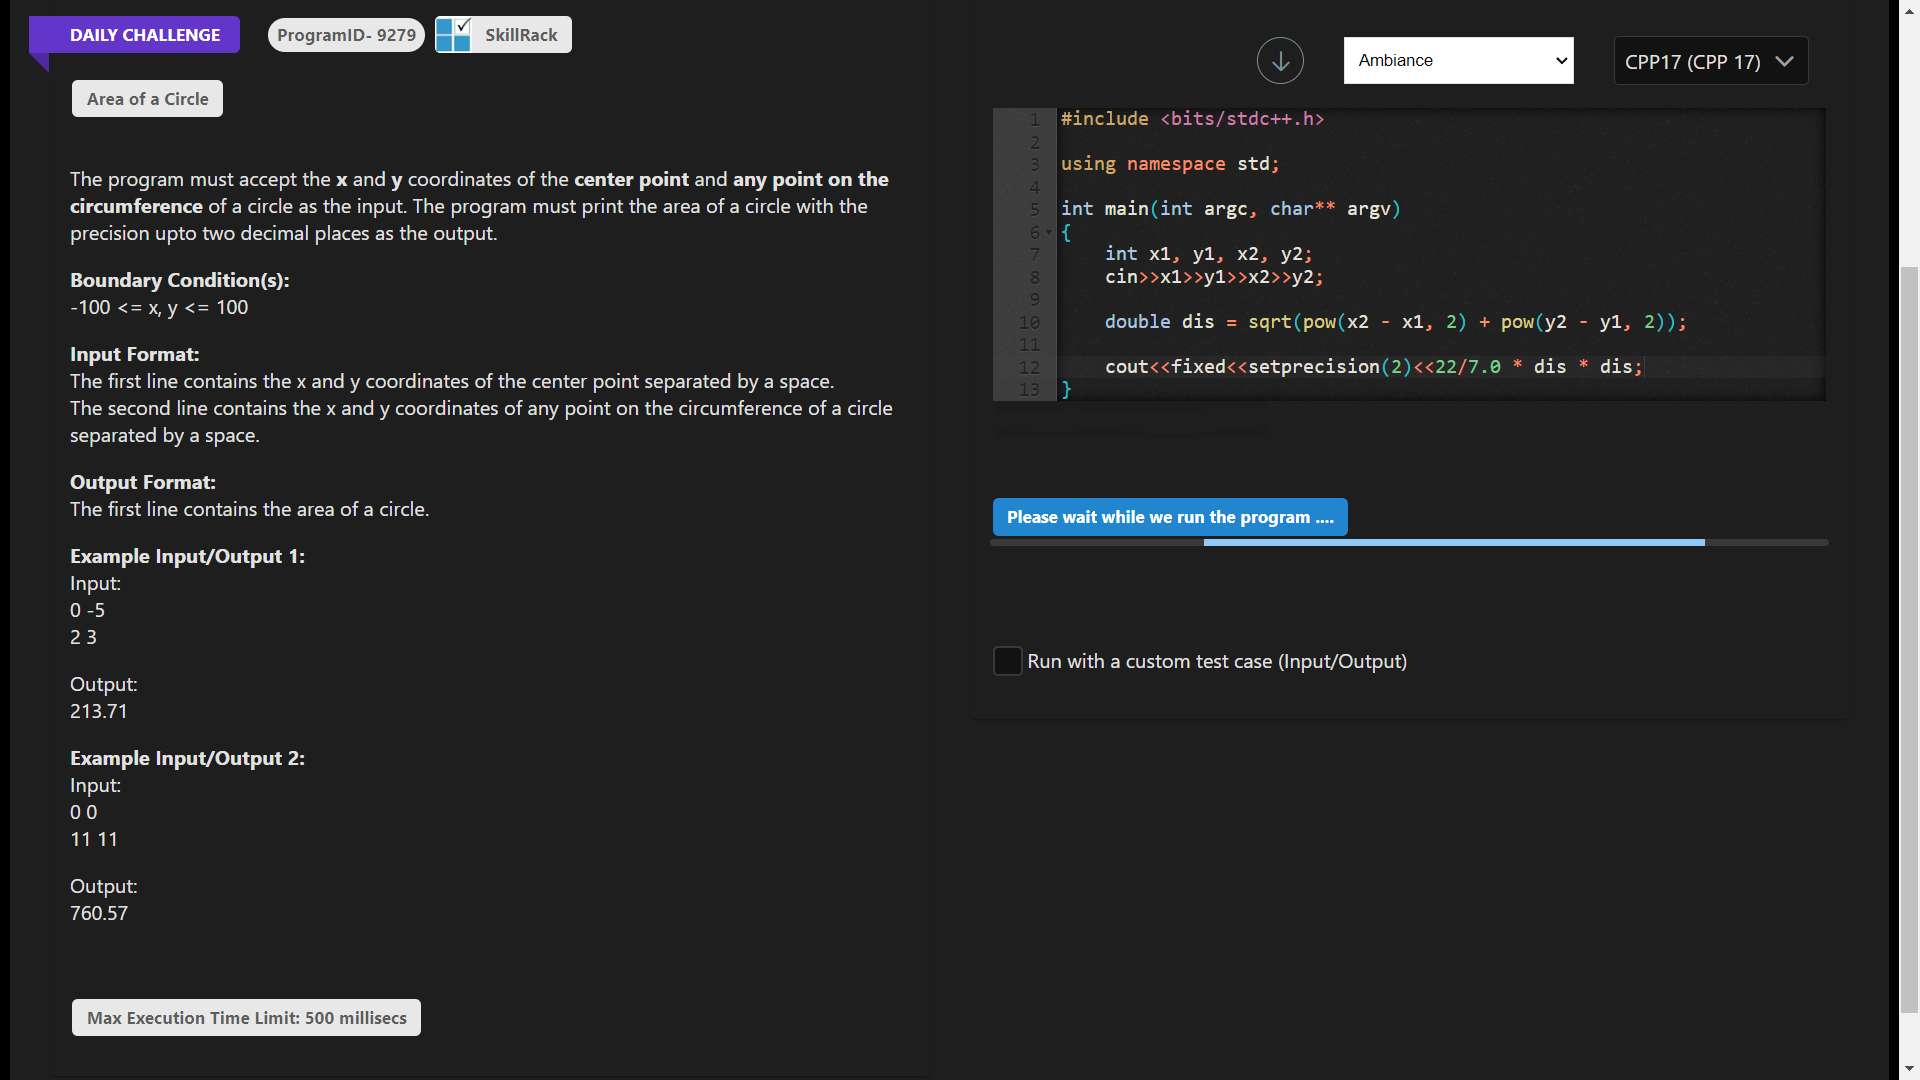 DAILY CHALLENGE
ProgramID- 9279
SkillRack
Area of a Circle
The program must accept the x and y coordinates of the center point and any point on the
circumference of a circle as the input. The program must print the area of a circle with the
precision upto two decimal places as the output.
Boundary Condition(s):
-100 <= x, y <= 100
Input Format:
The first line contains the x and y coordinates of the center point separated by a space.
The second line contains the x and y coordinates of any point on the circumference of a circle
separated by a space.
Output Format:
The first line contains the area of a circle.
Example Input/Output 1:
Input:
0 -5
2 3
Output:
213.71
Example Input/Output 2:
Input:
0 0
11 11
Output:
760.57
Max Execution Time Limit: 500 millisecs
Ambiance
CPP17 (CPP 17)
1 #include <bits/stdc++.h>
2
3 using namespace std;
4
5 int main(int argc, char** argv)
6 {
7     int x1, y1, x2, y2;
8     cin>>x1>>y1>>x2>>y2;
9
10     double dis = sqrt(pow(x2 - x1, 2) + pow(y2 - y1, 2));
11
12     cout<<fixed<<setprecision(2)<<22/7.0 * dis * dis;
13 }
Please wait while we run the program ....
Run with a custom test case (Input/Output)